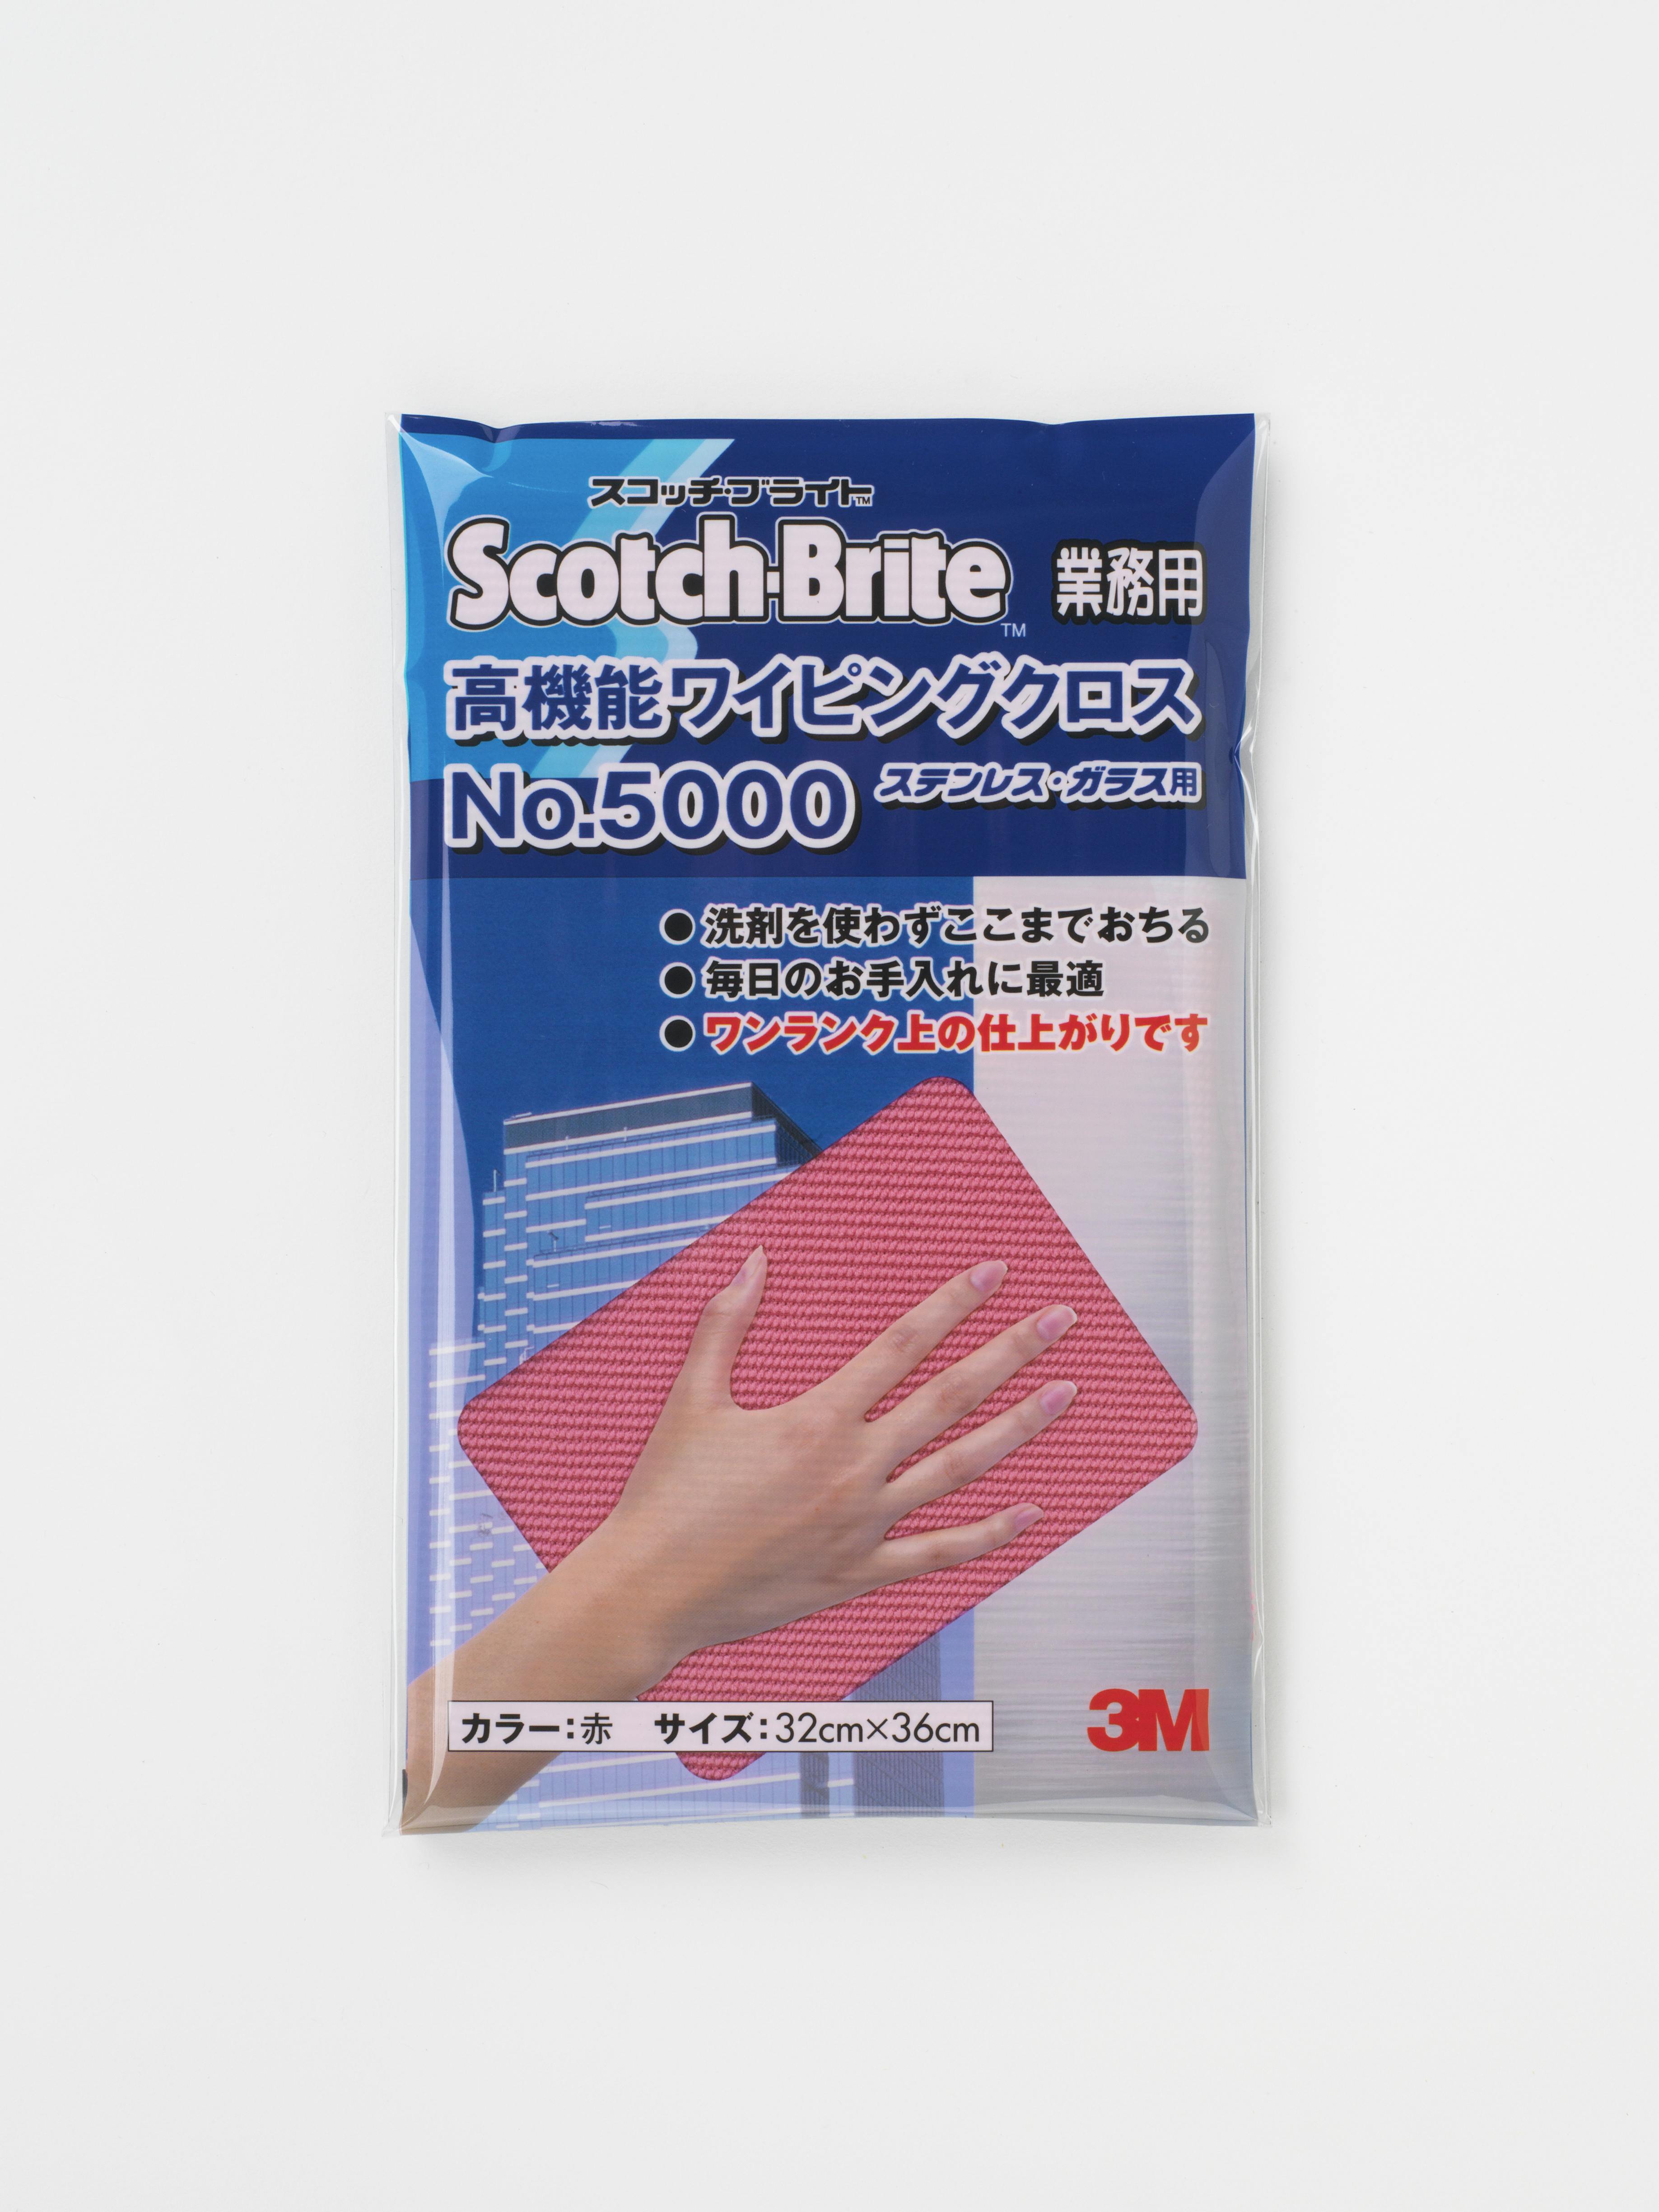 スコッチ・ブライト™
Scotch-Brite™ 業務用
高機能ワイピングクロス
No.5000 ステンレス・ガラス用
●洗剤を使わずここまでおちる
●毎日のお手入れに最適
●ワンランク上の仕上がりです
カラー:赤 サイズ:32cm×36cm
3M